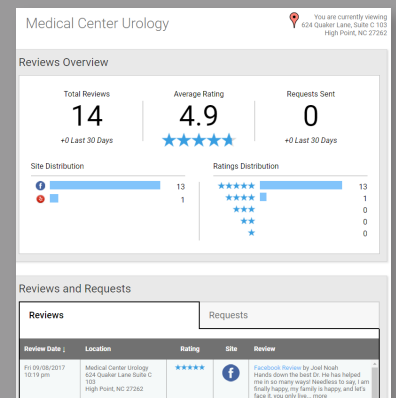 Medical Center Urology
You are currently viewing
624 Quaker Lane, Suite C 103
High Point, NC 27262
Reviews Overview
Total Reviews
14
+0 Last 30 Days
Average Rating
4.9
Requests Sent
0
+0 Last 30 Days
Site Distribution
13
1
Ratings Distribution
13
1
0
0
0
Reviews and Requests
Reviews
Requests
Review Date Location Rating Site Review
Fri 09/08/2017
10:19 pm
Medical Center Urology
624 Quaker Lane Suite C
103
High Point, NC 27262
Facebook Review by Joel Noah
Hands down the best Dr. He has helped
me in so many ways! Needless to say, I am
finally happy, my family is happy, and let's
face it, you only live... more